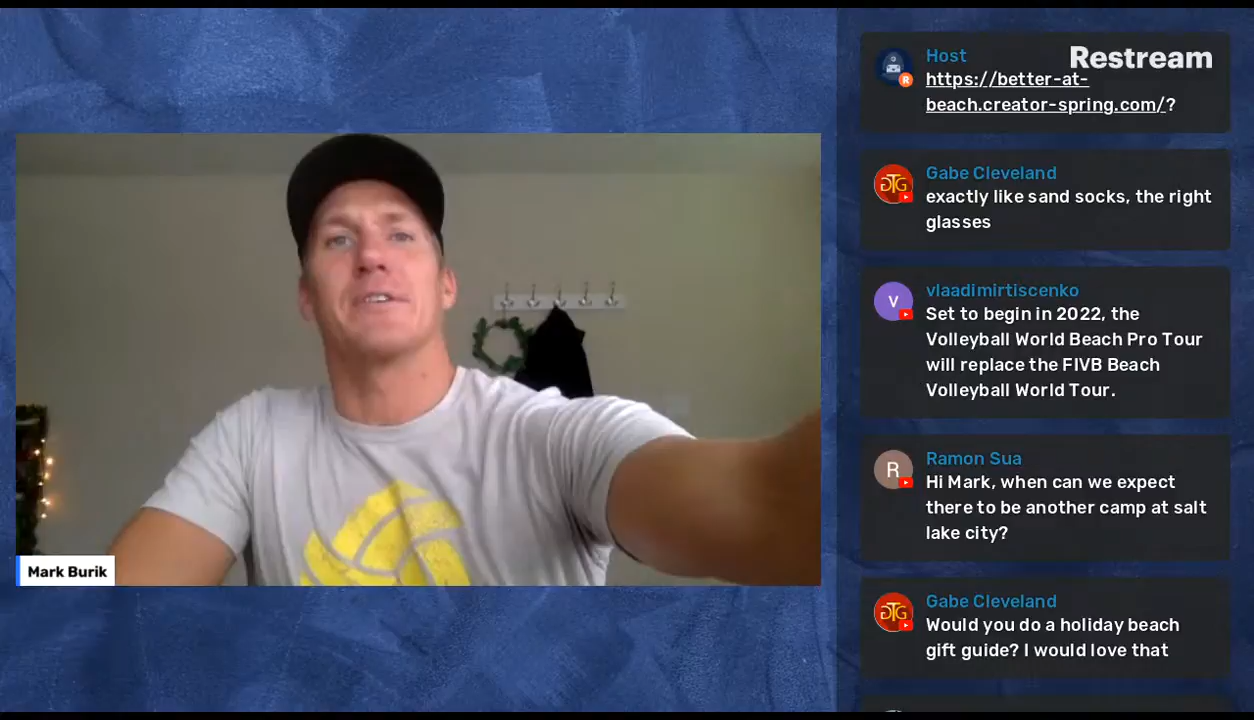 Restream
Host
https://better-at-
beach.creator-spring.com/?
Gabe Cleveland
exactly like sand socks, the right
glasses
V
vlaadimirtiscenko
Set to begin in 2022, the
Volleyball World Beach Pro Tour
will replace the FIVB Beach
Volleyball World Tour.
R
Ramon Sua
Hi Mark, when can we expect
there to be another camp at salt
lake city?
Gabe Cleveland
Would you do a holiday beach
gift guide? I would love that
Mark Burik